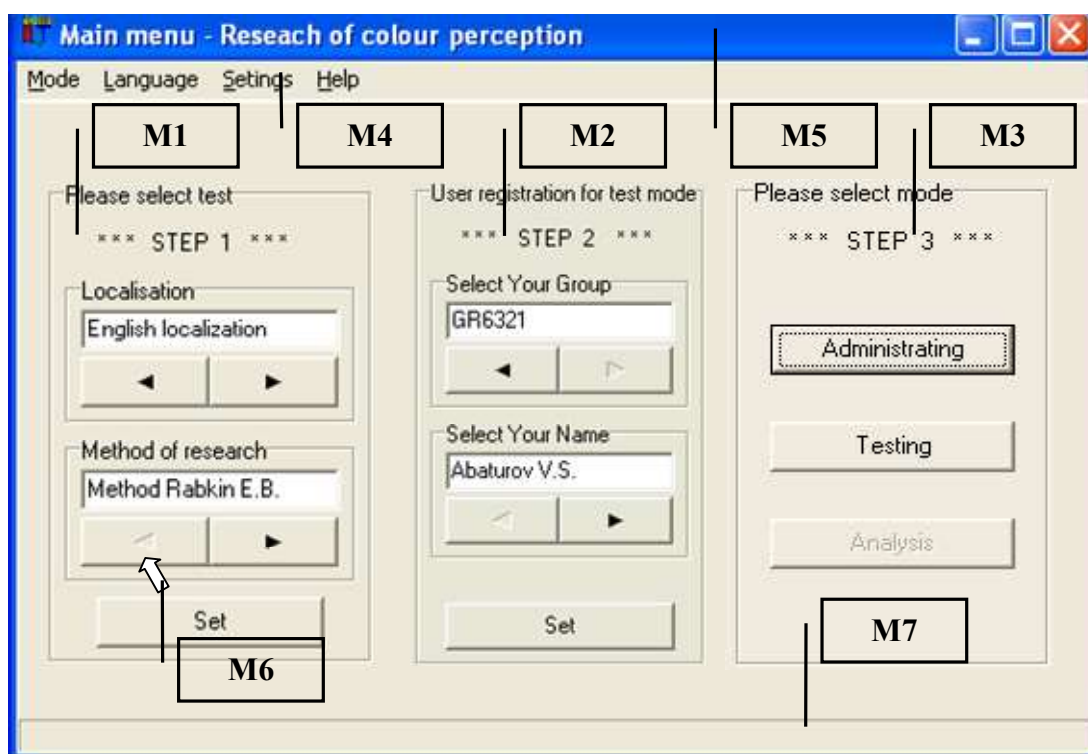 Main menu - Reseach of colour perception
Mode Language Setings Help
M1 M4 M2 M5 M3
Please select test
*** STEP 1 ***
Localisation
English localization
Method of research
Method Rabkin E.B.
Set
M6
User registration for test mode
*** STEP 2 ***
Select Your Group
GR6321
Select Your Name
Abaturov V.S.
Set
Please select mode
*** STEP 3 ***
Administrating
Testing
Analysis
M7